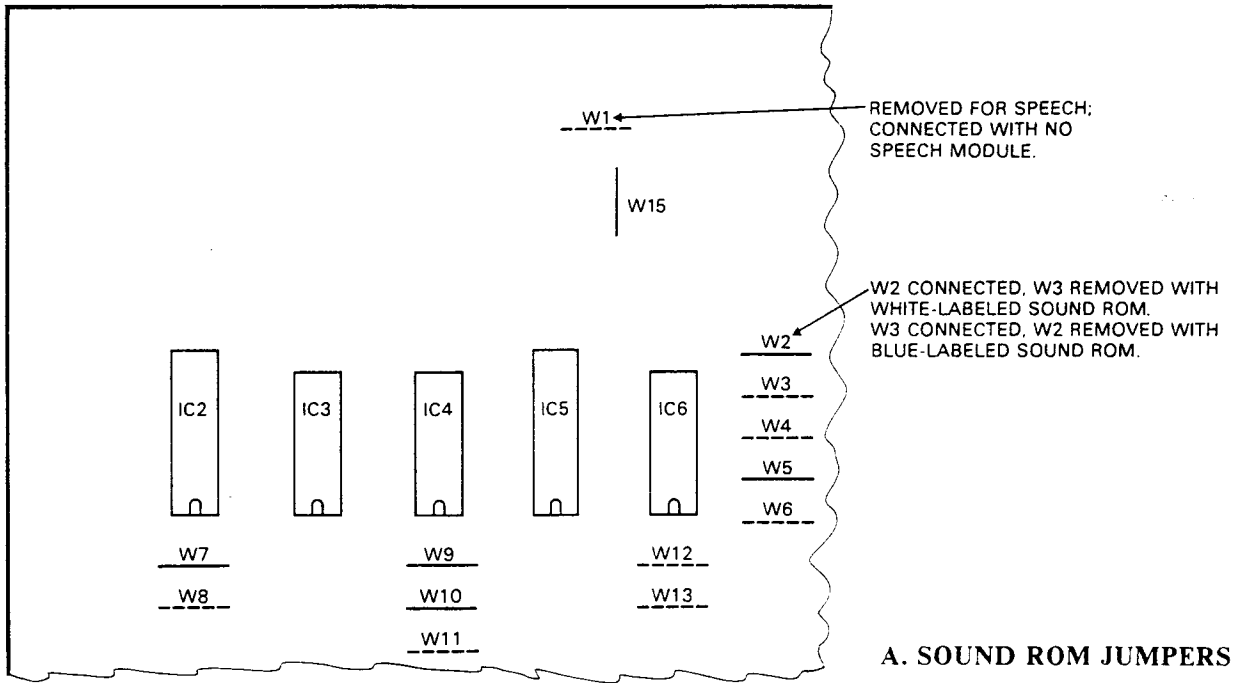 W1
REMOVED FOR SPEECH;
CONNECTED WITH NO
SPEECH MODULE.
W15
W2 CONNECTED, W3 REMOVED WITH
WHITE-LABELED SOUND ROM.
W3 CONNECTED, W2 REMOVED WITH
BLUE-LABELED SOUND ROM.
W2
W3
W4
W5
W6
IC2
IC3
IC4
IC5
IC6
W7
W9
W12
W8
W10
W13
W11
A. SOUND ROM JUMPERS